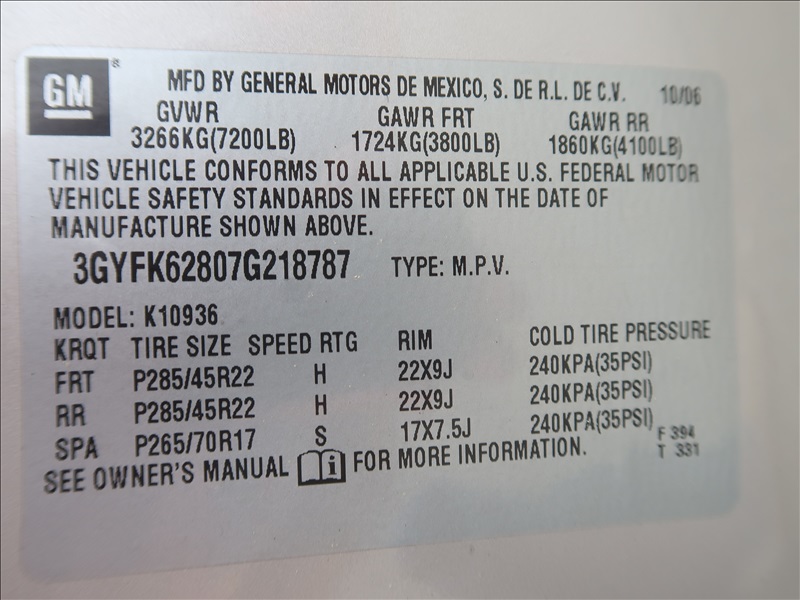 GM
MFD BY GENERAL MOTORS DE MEXICO, S. DE R.L. DE C.V. 10/06
GVWR GAWR FRT GAWR RR
3266KG(7200LB) 1724KG(3800LB) 1860KG(4100LB)
THIS VEHICLE CONFORMS TO ALL APPLICABLE U.S. FEDERAL MOTOR
VEHICLE SAFETY STANDARDS IN EFFECT ON THE DATE OF
MANUFACTURE SHOWN ABOVE.
3GYFK62807G218787 TYPE: M.P.V.
MODEL: K10936
KRQT TIRE SIZE SPEED RTG RIM COLD TIRE PRESSURE
FRT P285/45R22 H 22X9J 240KPA(35PSI)
RR P285/45R22 H 22X9J 240KPA(35PSI)
SPA P265/70R17 S 17X7.5J 240KPA(35PSI)
F 394
T 331
SEE OWNER'S MANUAL i FOR MORE INFORMATION.